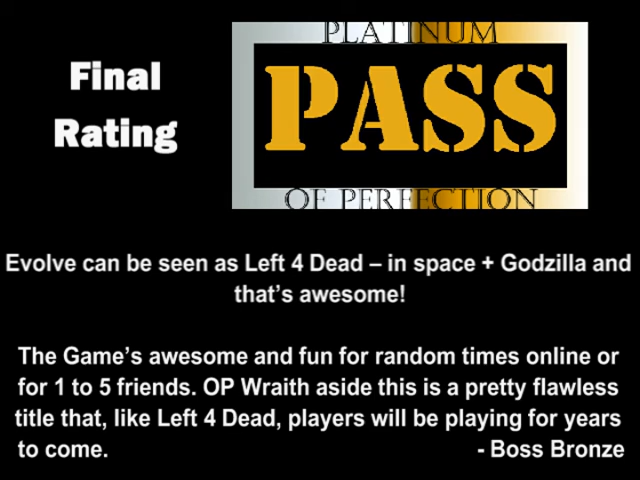 Final
Rating
PLATINUM
PASS
OF PERFECTION
Evolve can be seen as Left 4 Dead – in space + Godzilla and
that's awesome!
The Game's awesome and fun for random times online or
for 1 to 5 friends. OP Wraith aside this is a pretty flawless
title that, like Left 4 Dead, players will be playing for years
to come. - Boss Bronze